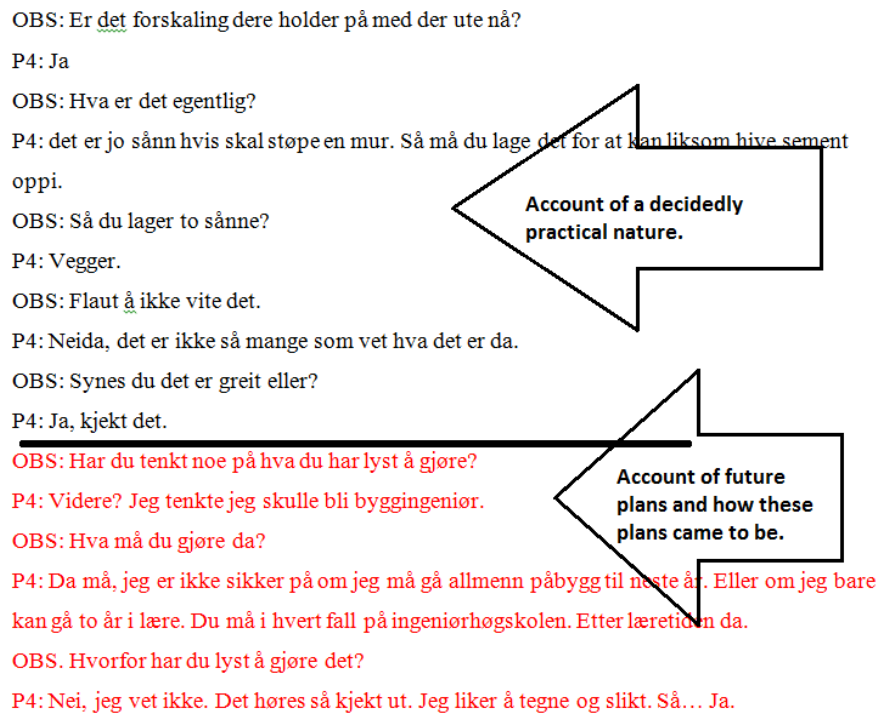 OBS: Er det forskaling dere holder på med der ute nå?
P4: Ja
OBS: Hva er det egentlig?
P4: det er jo sånn hvis skal støpe en mur. Så må du lage det for at kan liksom hive sement
oppi.
OBS: Så du lager to sånne?
P4: Vegger.
OBS: Flaut å ikke vite det.
P4: Neida, det er ikke så mange som vet hva det er da.
OBS: Synes du det er greit eller?
P4: Ja, kjekt det.
Account of a decidedly
practical nature.
OBS: Har du tenkt noe på hva du har lyst å gjøre?
P4: Videre? Jeg tenkte jeg skulle bli byggingeniør.
OBS: Hva må du gjøre da?
P4: Da må, jeg er ikke sikker på om jeg må gå allmenn påbygg til neste år. Eller om jeg bare
kan gå to år i lære. Du må i hvert fall på ingeniørhøgskolen. Etter læretiden da.
OBS. Hvorfor har du lyst å gjøre det?
P4: Nei, jeg vet ikke. Det høres så kjekt ut. Jeg liker å tegne og slikt. Så… Ja.
Account of future
plans and how these
plans came to be.